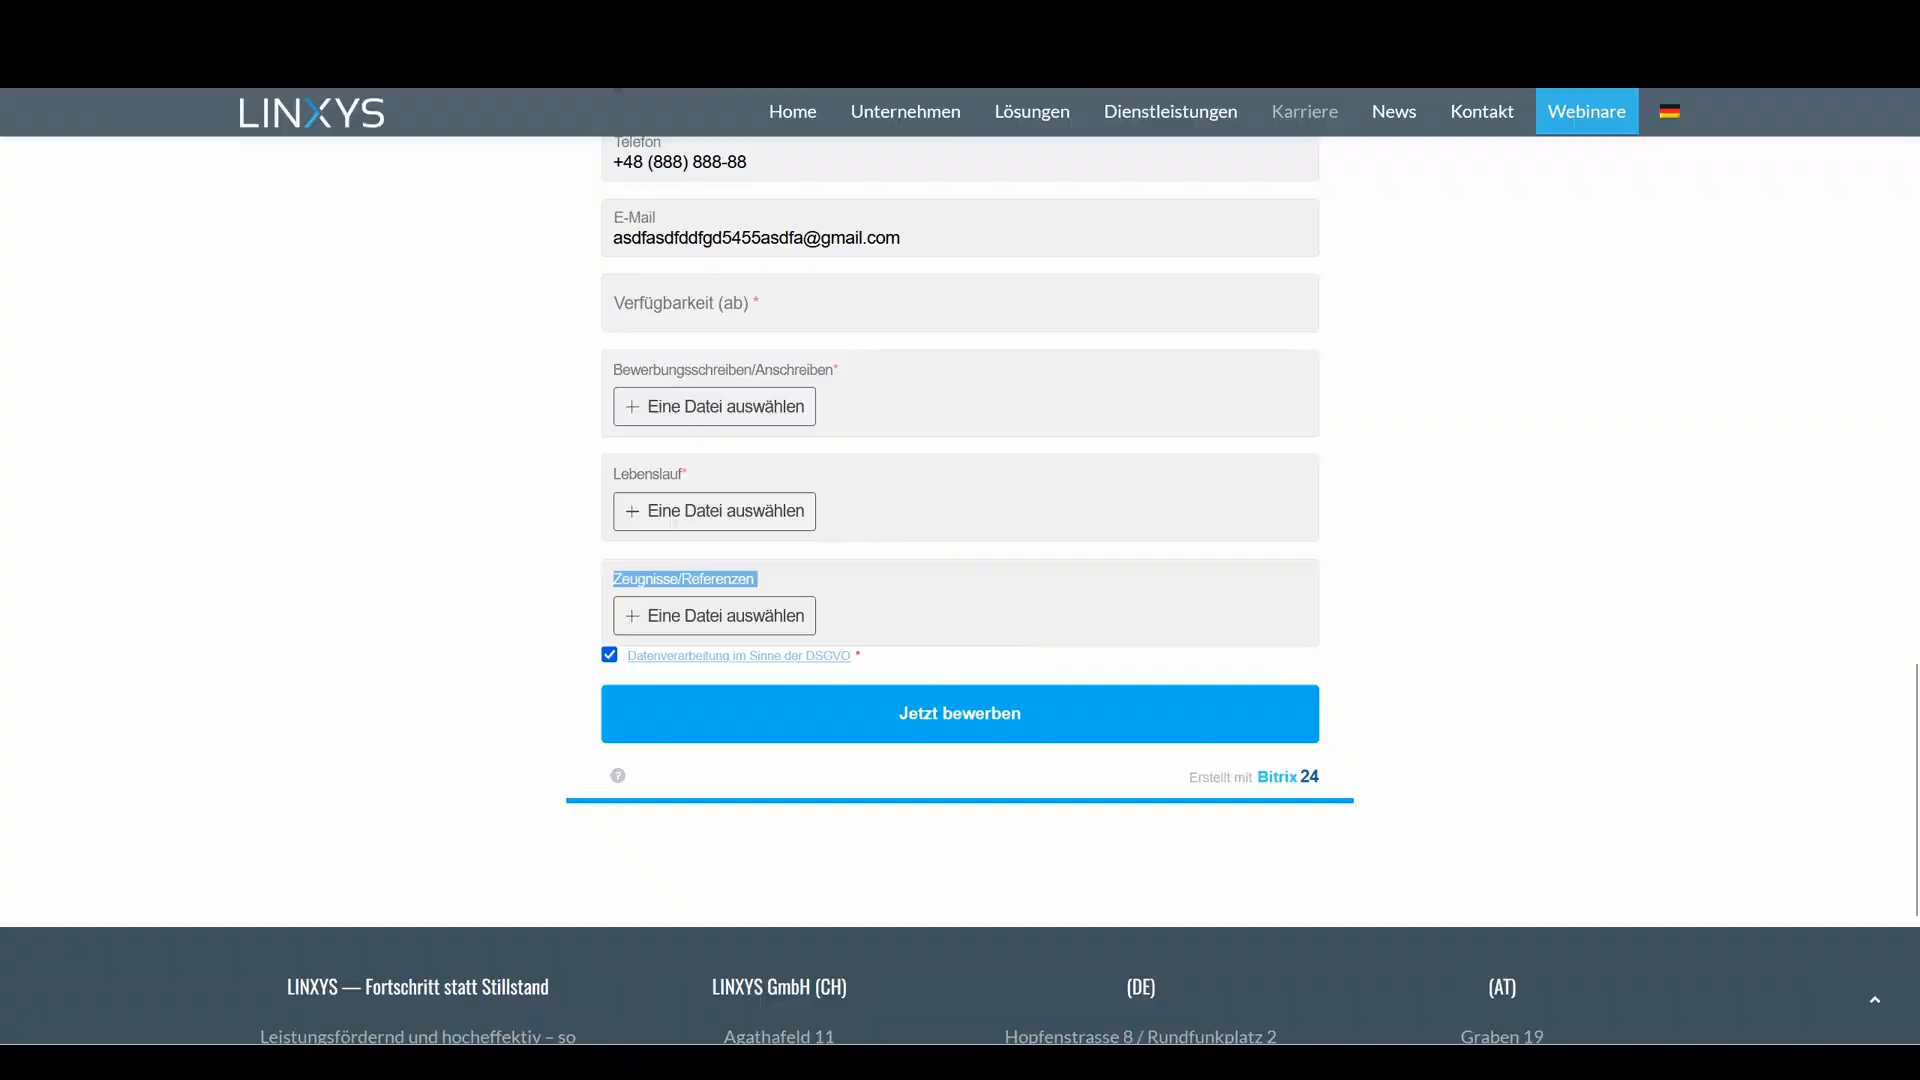 LINXYS
Home Unternehmen Lösungen Dienstleistungen Karriere News Kontakt Webinare
Telefon
+48 (888) 888-88
E-Mail
asdfasdfddfgd5455asdfa@gmail.com
Verfügbarkeit (ab) *
Bewerbungsschreiben/Anschreiben*
+ Eine Datei auswählen
Lebenslauf*
+ Eine Datei auswählen
Zeugnisse/Referenzen
+ Eine Datei auswählen
Datenverarbeitung im Sinne der DSGVO *
Jetzt bewerben
? Erstellt mit Bitrix 24
LINXYS — Fortschritt statt Stillstand
Leistungsfördernd und hocheffektiv – so
LINXYS GmbH (CH)
Agathafeld 11
(DE)
Hopfenstrasse 8 / Rundfunkplatz 2
(AT)
Graben 19